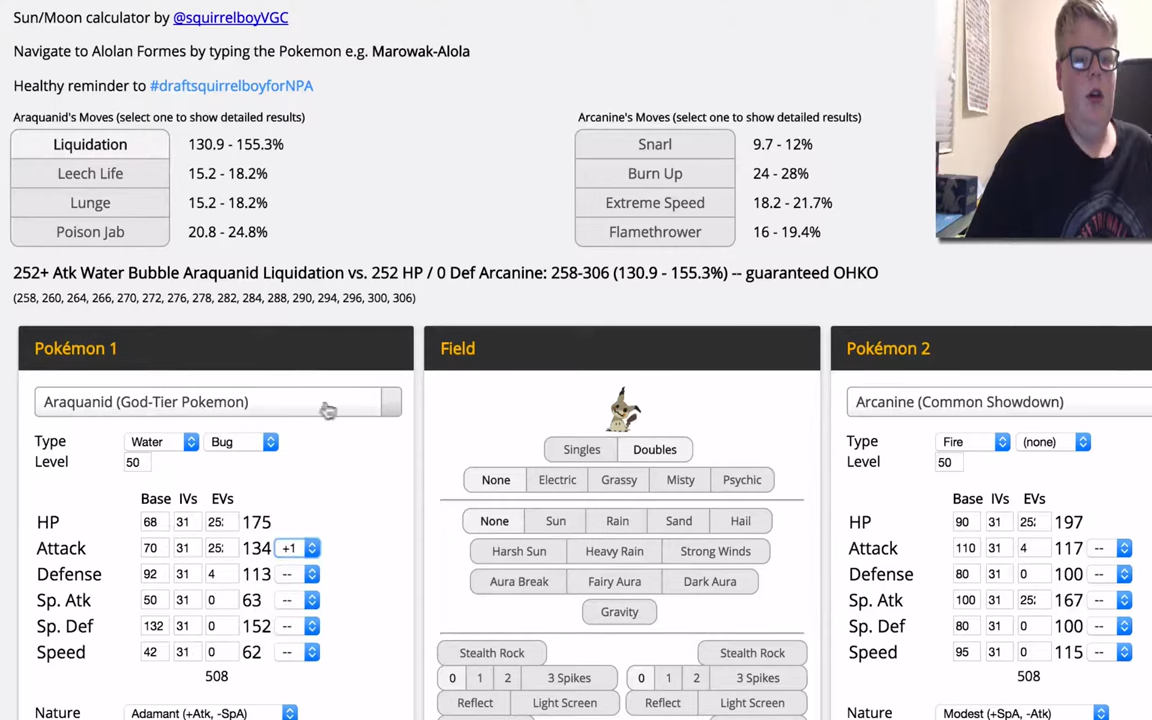 Sun/Moon calculator by @squirrelboyVGC
Navigate to Alolan Formes by typing the Pokemon e.g. Marowak-Alola
Healthy reminder to #draftsquirrelboyforNPA
Araquanid's Moves (select one to show detailed results)
Liquidation 130.9 - 155.3%
Leech Life 15.2 - 18.2%
Lunge 15.2 - 18.2%
Poison Jab 20.8 - 24.8%
Arcanine's Moves (select one to show detailed results)
Snarl 9.7 - 12%
Burn Up 24 - 28%
Extreme Speed 18.2 - 21.7%
Flamethrower 16 - 19.4%
252+ Atk Water Bubble Araquanid Liquidation vs. 252 HP / 0 Def Arcanine: 258-306 (130.9 - 155.3%) -- guaranteed OHKO
(258, 260, 264, 266, 270, 272, 276, 278, 282, 284, 288, 290, 294, 296, 300, 306)
Pokémon 1
Araquanid (God-Tier Pokemon)
Type Water Bug
Level 50
Base IVs EVs
HP 68 31 25 175
Attack 70 31 25 134 +1
Defense 92 31 4 113 --
Sp. Atk 50 31 0 63 --
Sp. Def 132 31 0 152 --
Speed 42 31 0 62 --
508
Nature Adamant (+Atk, -SpA)
Field
Singles Doubles
None Electric Grassy Misty Psychic
None Sun Rain Sand Hail
Harsh Sun Heavy Rain Strong Winds
Aura Break Fairy Aura Dark Aura
Gravity
Stealth Rock Stealth Rock
0 1 2 3 Spikes 0 1 2 3 Spikes
Reflect Light Screen Reflect Light Screen
Pokémon 2
Arcanine (Common Showdown)
Type Fire (none)
Level 50
Base IVs EVs
HP 90 31 25 197
Attack 110 31 4 117 --
Defense 80 31 0 100 --
Sp. Atk 100 31 25 167 --
Sp. Def 80 31 0 100 --
Speed 95 31 0 115 --
508
Nature Modest (+SpA, -Atk)